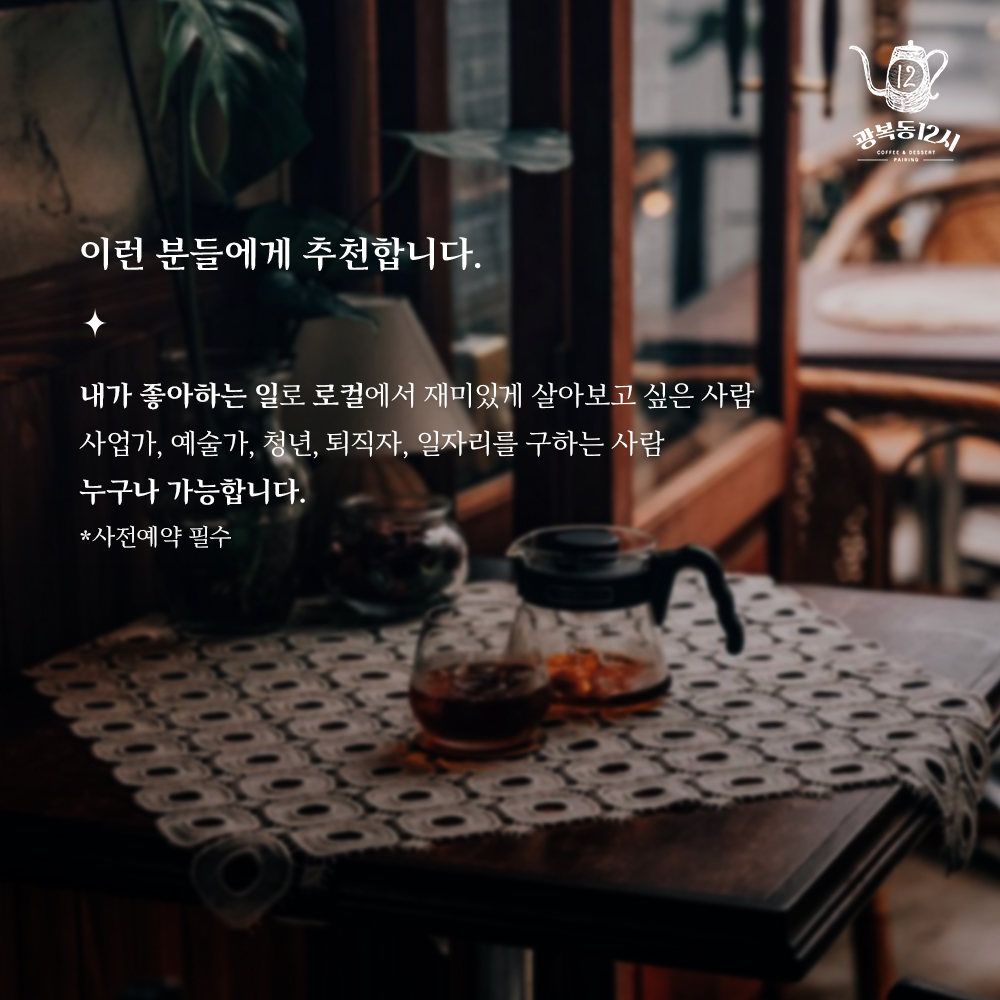 12
광복동12시
COFFEE & DESSERT
PAIRING
이런 분들에게 추천합니다.
내가 좋아하는 일로 로컬에서 재미있게 살아보고 싶은 사람
사업가, 예술가, 청년, 퇴직자, 일자리를 구하는 사람
누구나 가능합니다.
*사전예약 필수